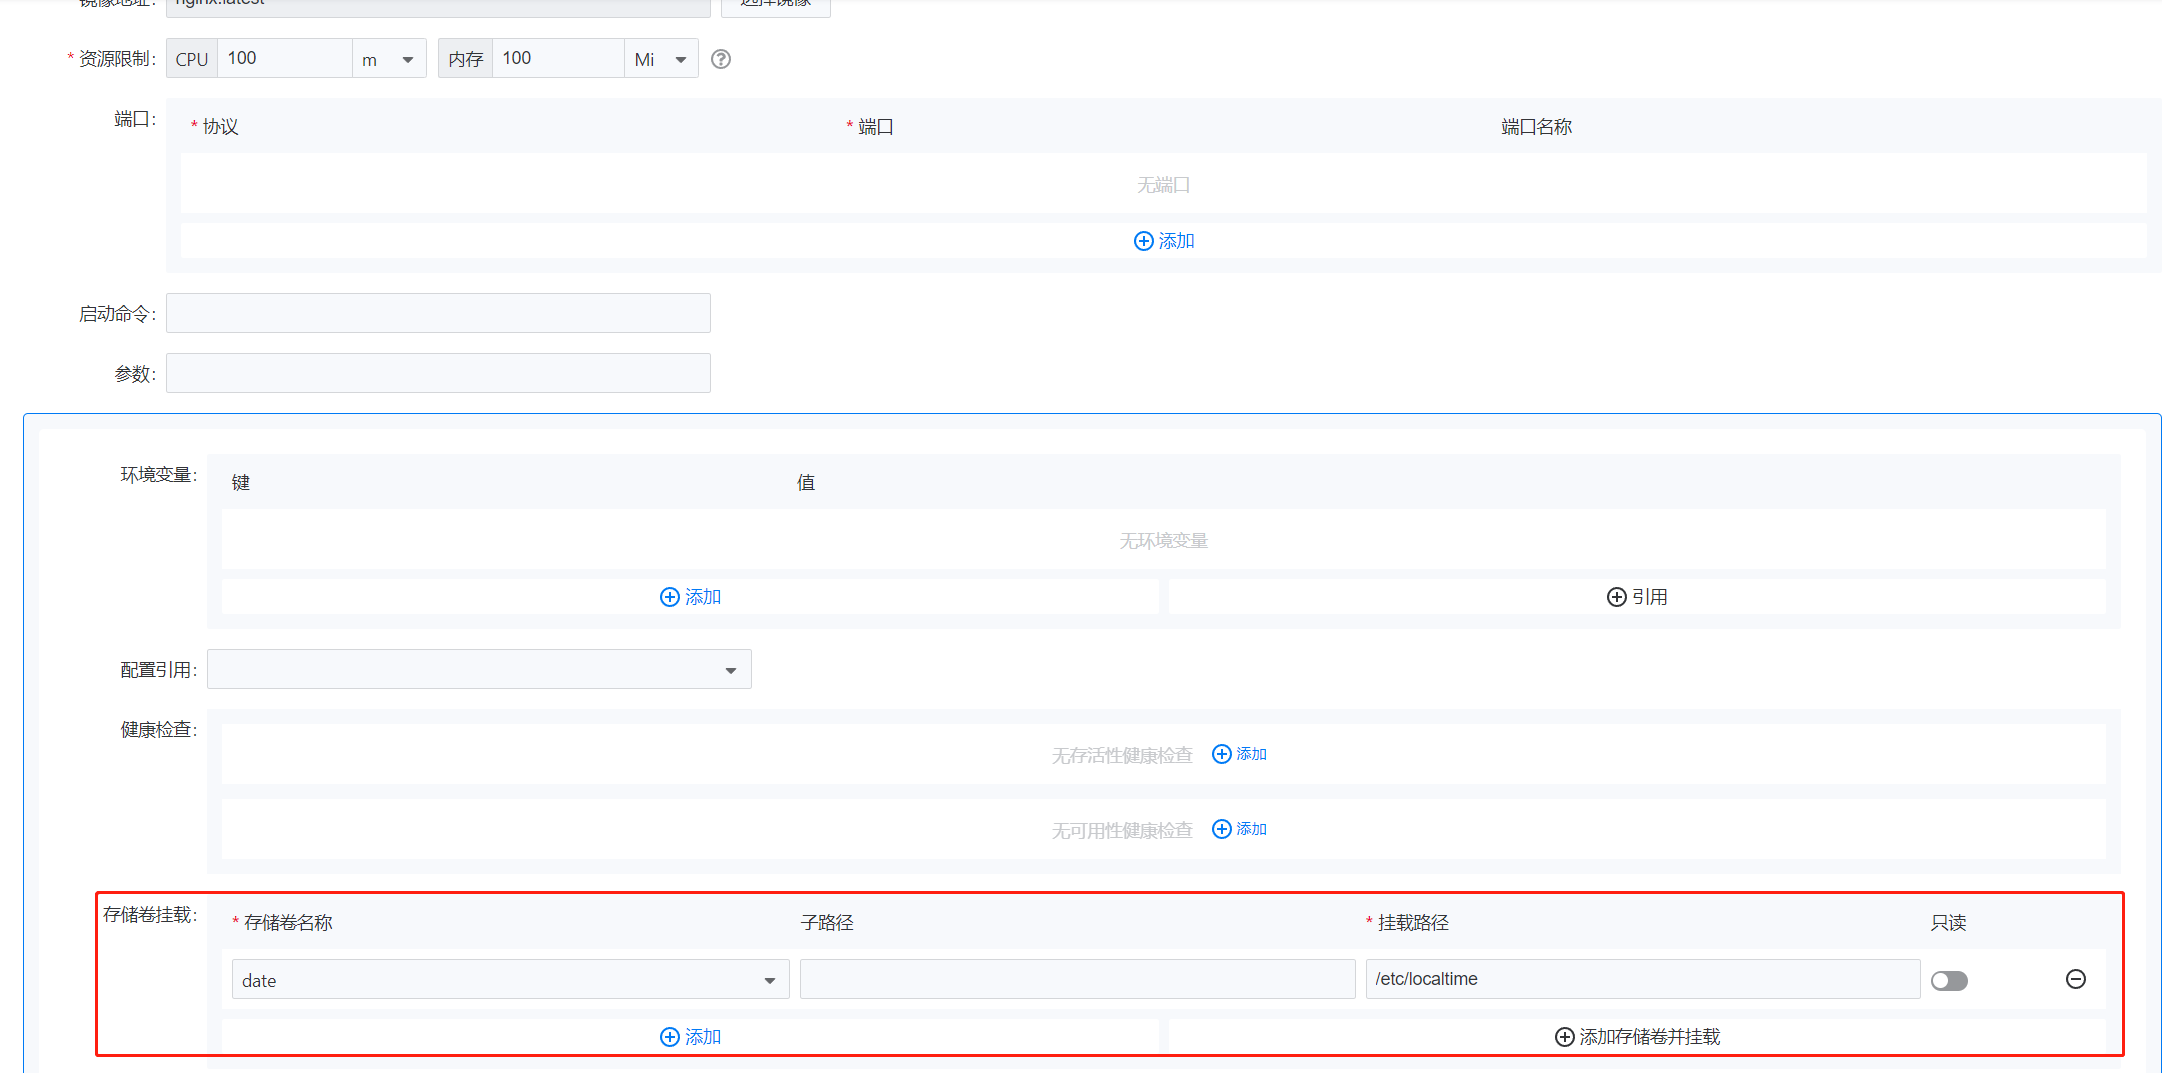 镜像地址: nginx:latest 选择镜像
* 资源限制: CPU 100 m 内存 100 Mi ?
端口: * 协议 * 端口 端口名称
无端口
添加
启动命令:
参数:
环境变量: 键 值
无环境变量
添加 引用
配置引用:
健康检查:
无存活性健康检查 添加
无可用性健康检查 添加
存储卷挂载: * 存储卷名称 子路径 * 挂载路径 只读
date /etc/localtime
添加 添加存储卷并挂载